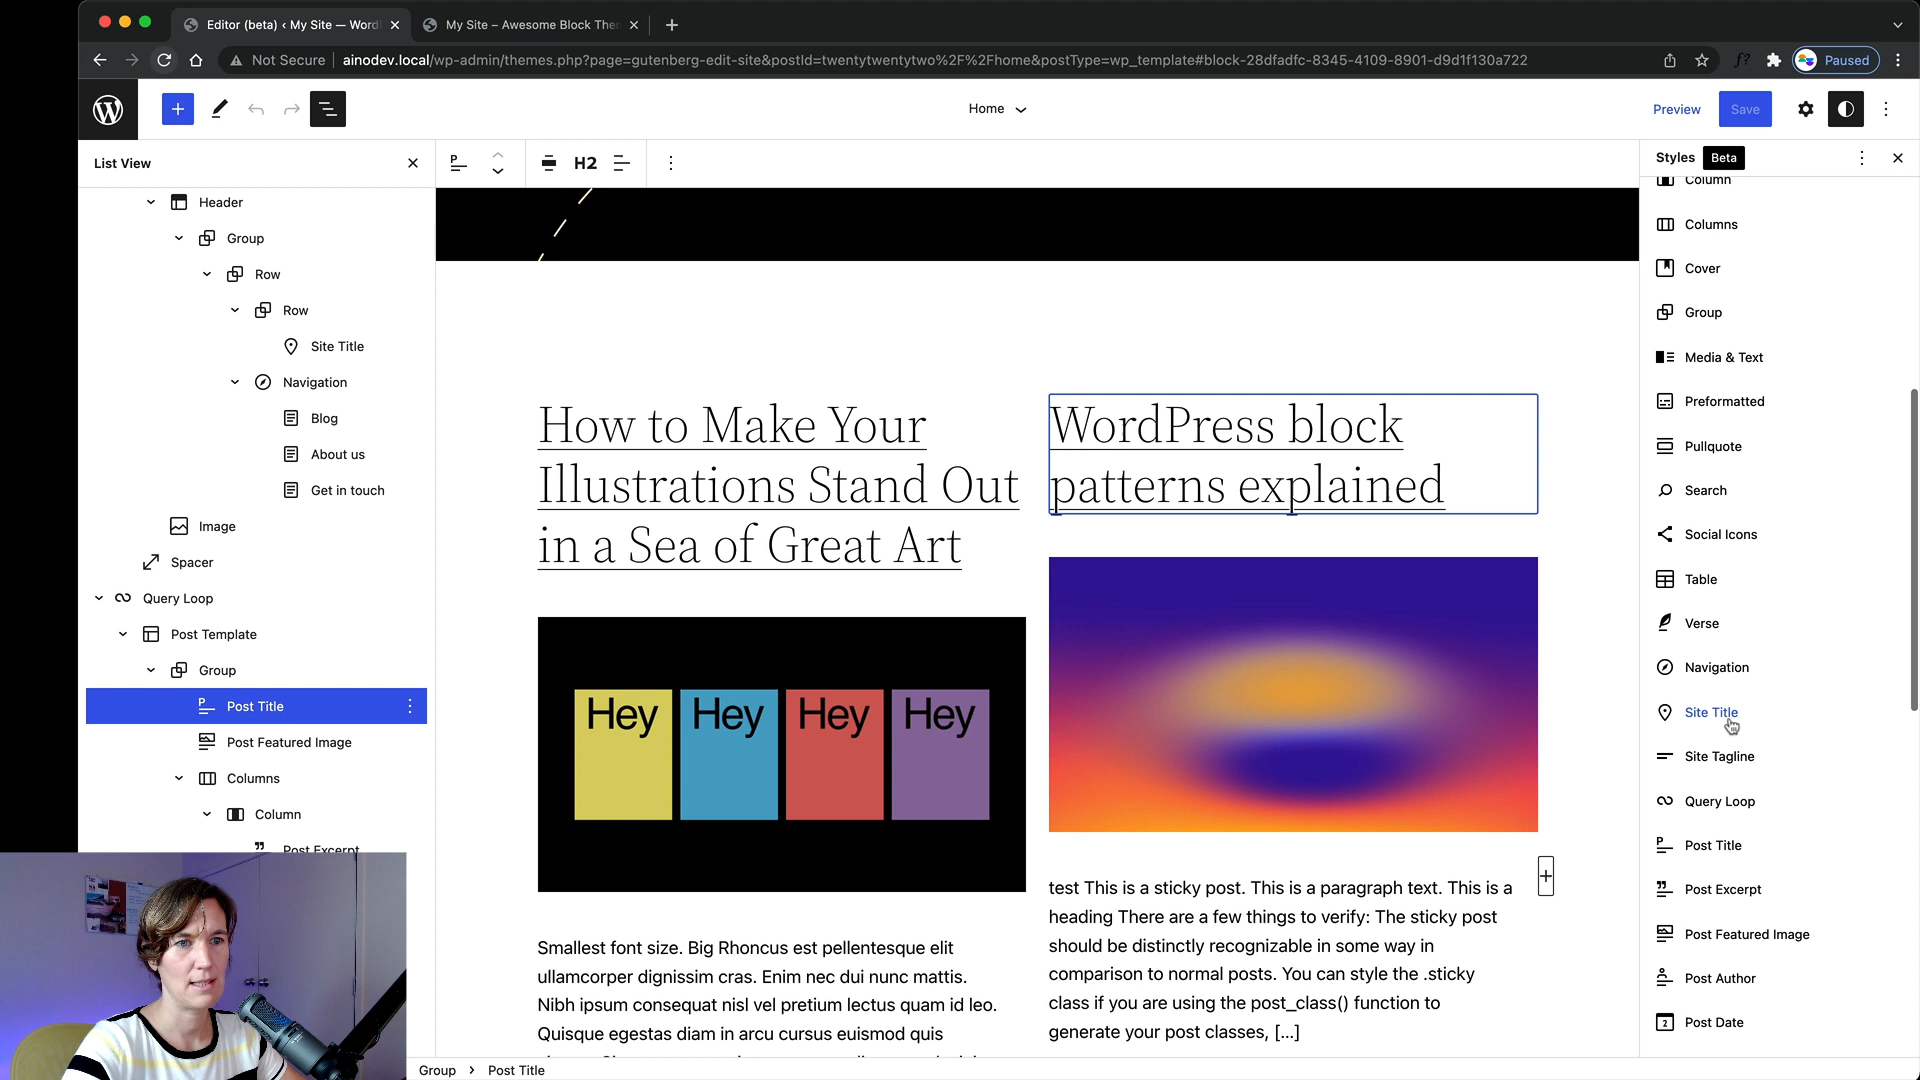 Editor (beta) ‹ My Site — Word
My Site – Awesome Block The
Not Secure
ainodev.local/wp-admin/themes.php?page=gutenberg-edit-site&postId=twentytwentytwo%2F%2Fhome&postType=wp_template#block-28dfadfc-8345-4109-8901-d9d1f130a722
f?
Paused
Home
Preview
Save
List View
H2
Styles
Beta
Header
Group
Row
Row
Site Title
Navigation
Blog
About us
Get in touch
Image
Spacer
Query Loop
Post Template
Group
Post Title
Post Featured Image
Columns
Column
Post Excerpt
How to Make Your
Illustrations Stand Out
in a Sea of Great Art
Hey
Hey
Hey
Hey
Smallest font size. Big Rhoncus est pellentesque elit
ullamcorper dignissim cras. Enim nec dui nunc mattis.
Nibh ipsum consequat nisl vel pretium lectus quam id leo.
Quisque egestas diam in arcu cursus euismod quis
WordPress block
patterns explained
test This is a sticky post. This is a paragraph text. This is a
heading There are a few things to verify: The sticky post
should be distinctly recognizable in some way in
comparison to normal posts. You can style the .sticky
class if you are using the post_class() function to
generate your post classes, […]
Column
Columns
Cover
Group
Media & Text
Preformatted
Pullquote
Search
Social Icons
Table
Verse
Navigation
Site Title
Site Tagline
Query Loop
Post Title
Post Excerpt
Post Featured Image
Post Author
Post Date
Group › Post Title